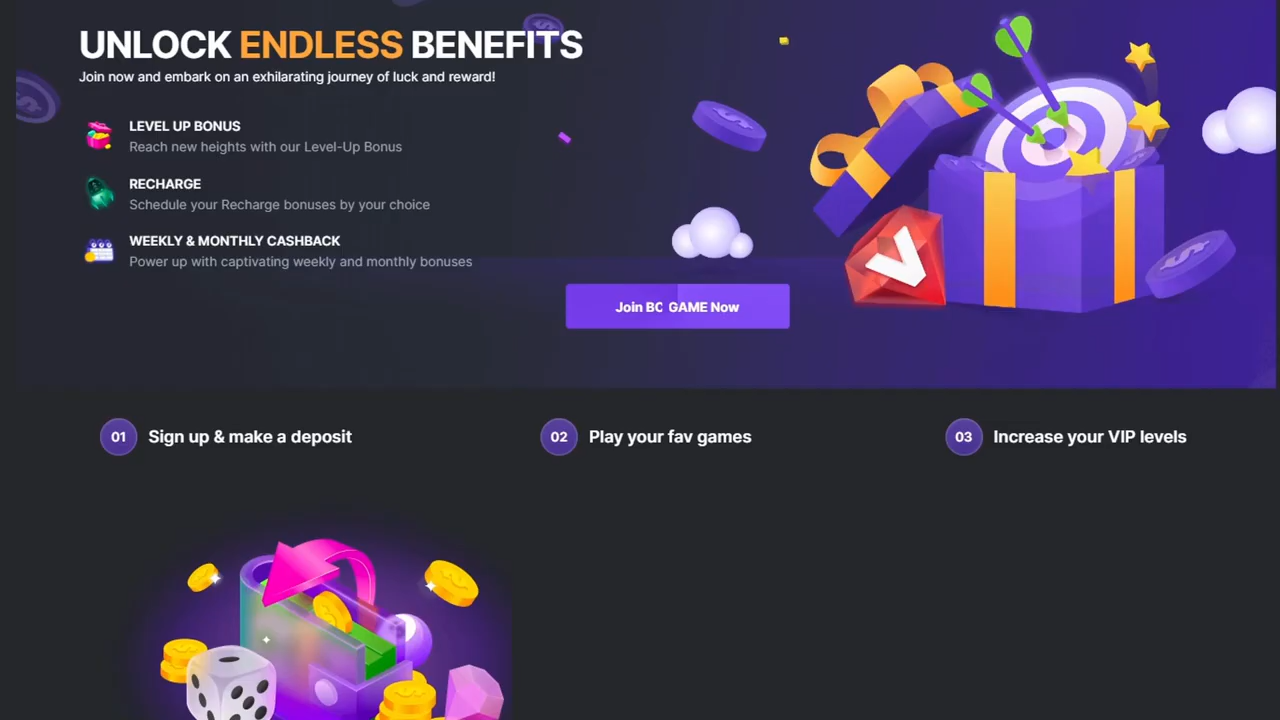 UNLOCK ENDLESS BENEFITS
Join now and embark on an exhilarating journey of luck and reward!
LEVEL UP BONUS
Reach new heights with our Level-Up Bonus
RECHARGE
Schedule your Recharge bonuses by your choice
WEEKLY & MONTHLY CASHBACK
Power up with captivating weekly and monthly bonuses
Join BC GAME Now
01 Sign up & make a deposit
02 Play your fav games
03 Increase your VIP levels